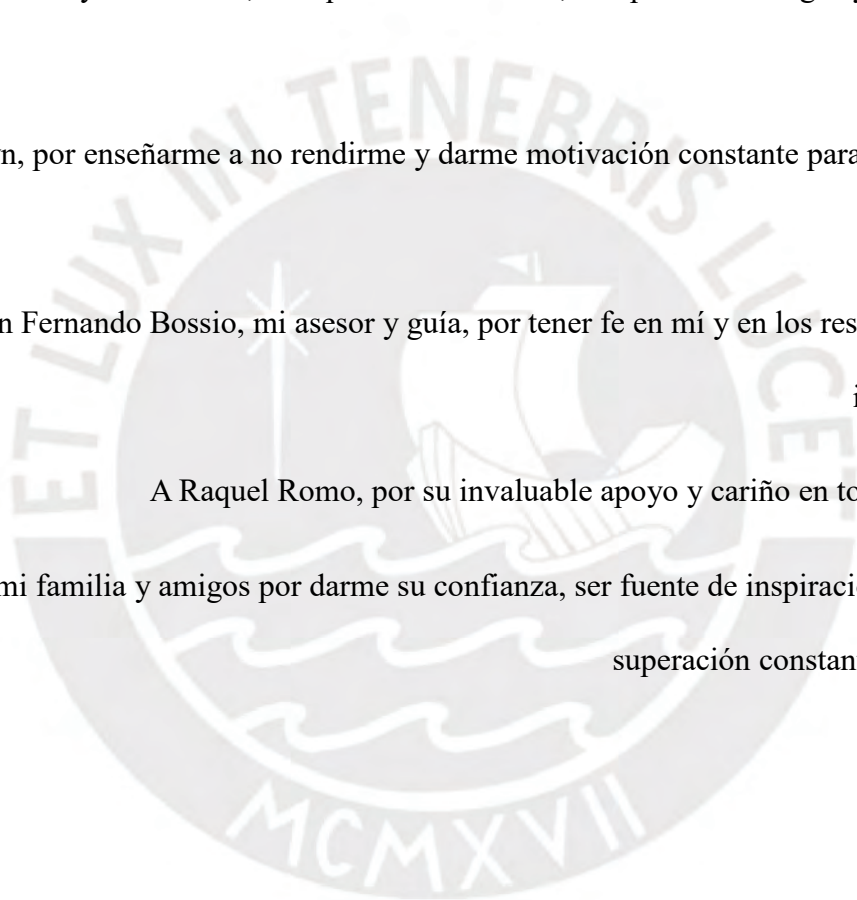 ET LUX IN TENEBRIS LUCET
n, por enseñarme a no rendirme y darme motivación constante para
n Fernando Bossio, mi asesor y guía, por tener fe en mí y en los res
i
A Raquel Romo, por su invaluable apoyo y cariño en to
mi familia y amigos por darme su confianza, ser fuente de inspiraci
superación constan
MCMXVII